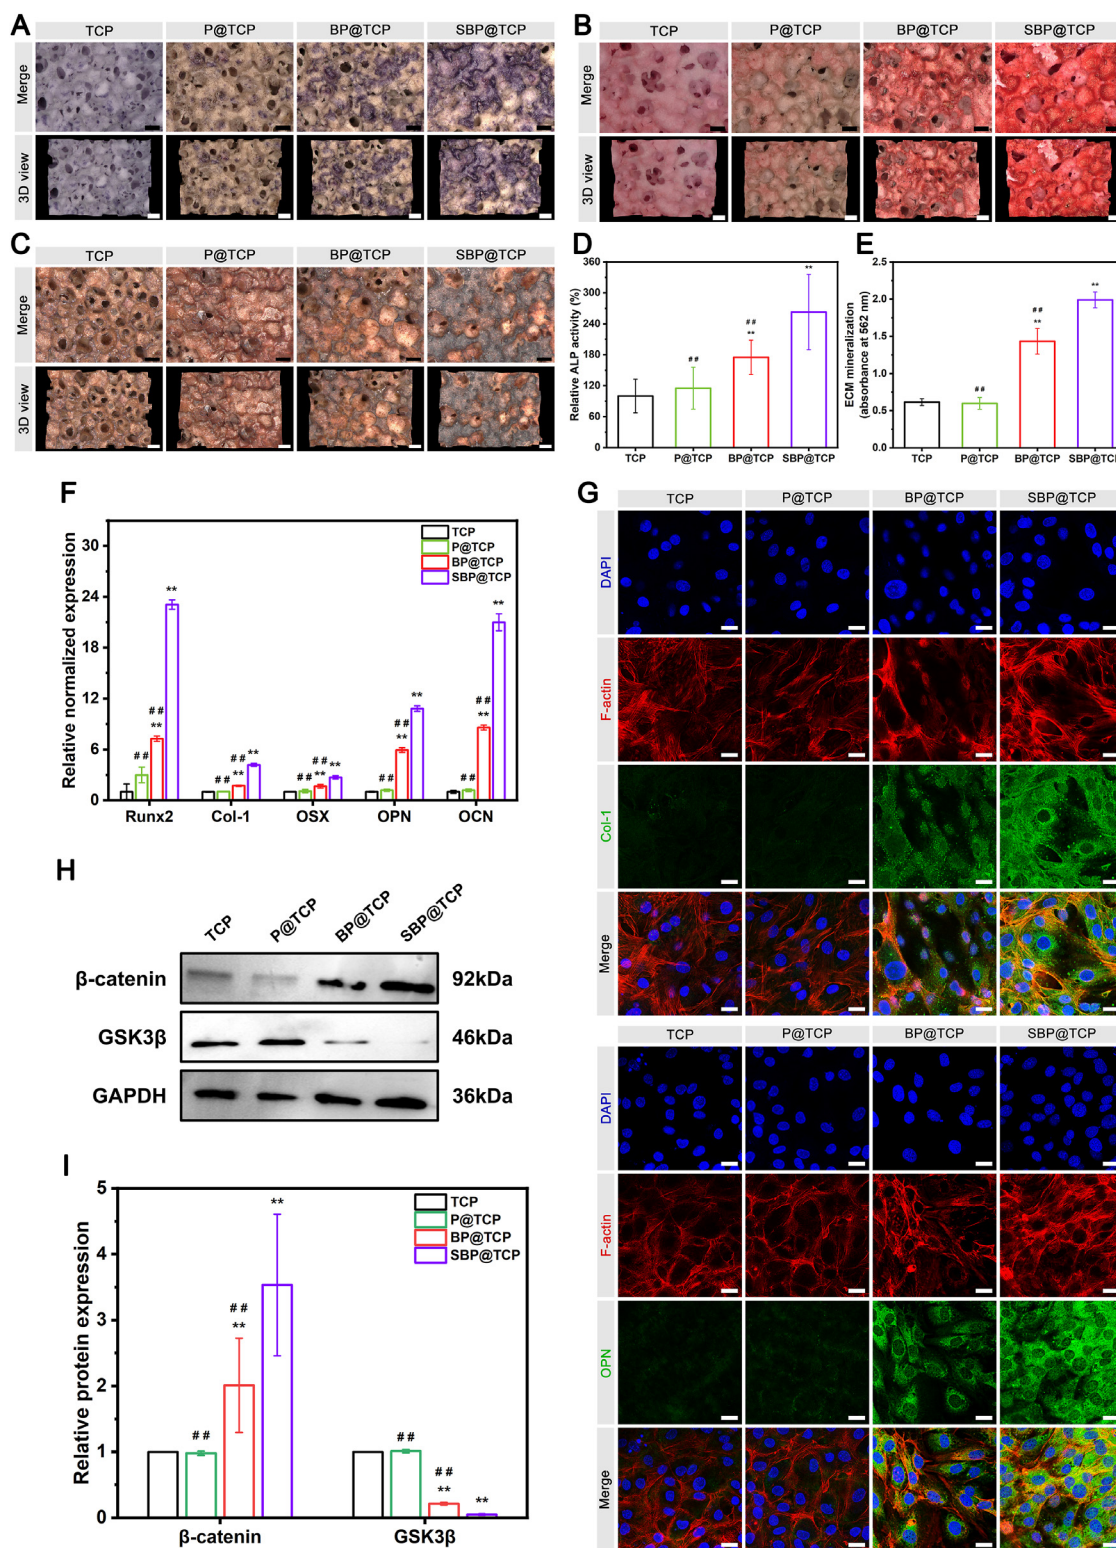 A
TCP P@TCP BP@TCP SBP@TCP
Merge
3D view
B
TCP P@TCP BP@TCP SBP@TCP
Merge
3D view
C
TCP P@TCP BP@TCP SBP@TCP
Merge
3D view
D
Relative ALP activity (%)
360
300
240
180
120
60
**
##
##
**
TCP P@TCP BP@TCP SBP@TCP
E
ECM mineralization
(absorbance at 562 nm)
2.5
2.0
1.5
1.0
0.5
0.0
**
##
##
**
TCP P@TCP BP@TCP SBP@TCP
F
Relative normalized expression
30
24
18
12
6
0
TCP
P@TCP
BP@TCP
SBP@TCP
## ## ** **
## ## ** **
## ## ** **
## ## ** **
## ## ** **
Runx2 Col-1 OSX OPN OCN
G
TCP P@TCP BP@TCP SBP@TCP
DAPI
F-actin
Col-1
Merge
TCP P@TCP BP@TCP SBP@TCP
DAPI
F-actin
OPN
Merge
H
TCP P@TCP BP@TCP SBP@TCP
β-catenin 92kDa
GSK3β 46kDa
GAPDH 36kDa
I
Relative protein expression
5
4
3
2
1
0
TCP
P@TCP
BP@TCP
SBP@TCP
## ## ** **
## ## ** **
β-catenin GSK3β